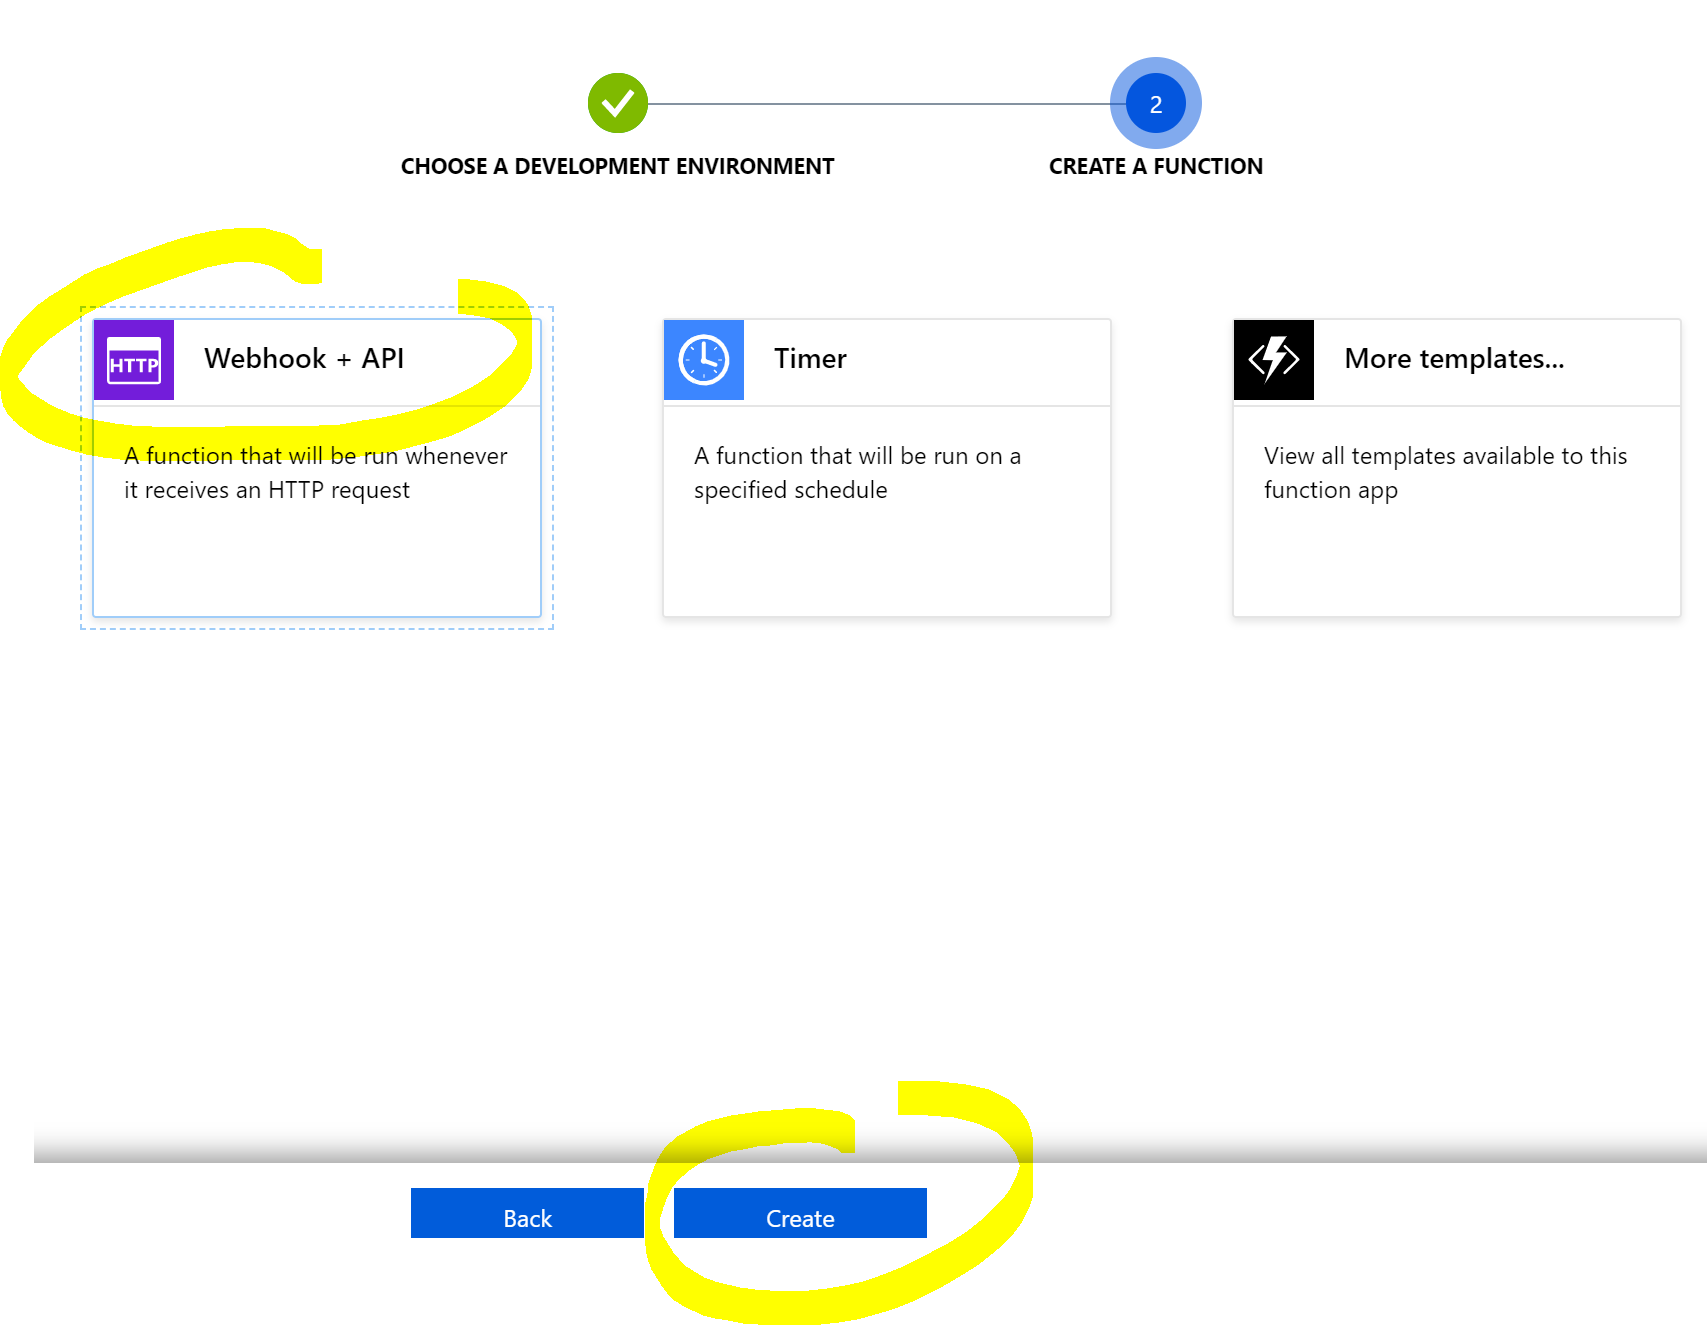 2
CHOOSE A DEVELOPMENT ENVIRONMENT
CREATE A FUNCTION
HTTP
Webhook + API
A function that will be run whenever
it receives an HTTP request
Timer
A function that will be run on a
specified schedule
More templates...
View all templates available to this
function app
Back
Create